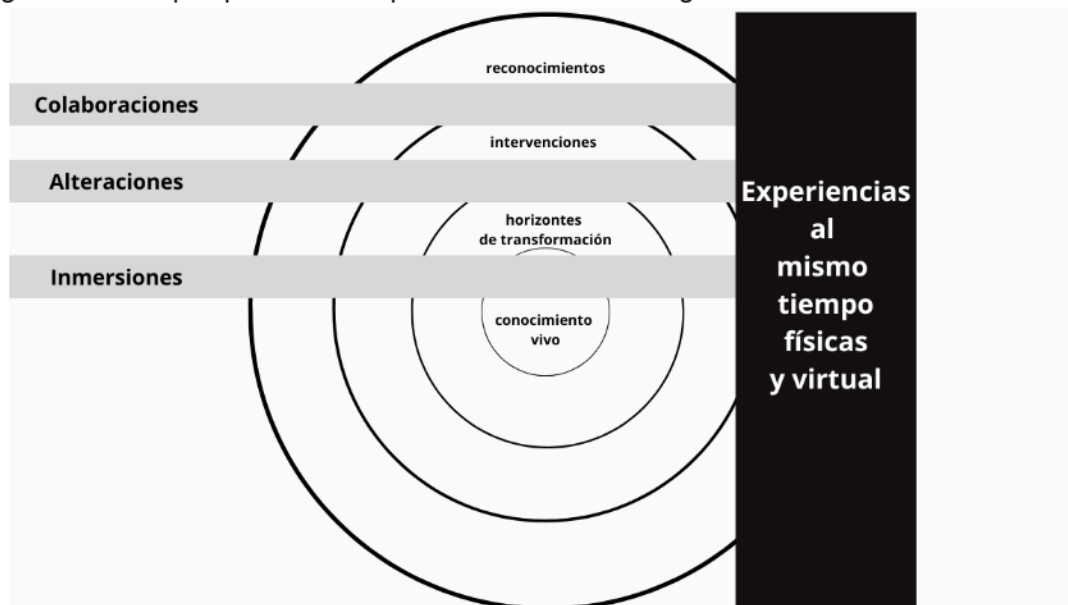 reconocimientos
Colaboraciones
intervenciones
Alteraciones
horizontes
de transformación
Inmersiones
conocimiento
vivo
Experiencias
al
mismo
tiempo
físicas
y virtual